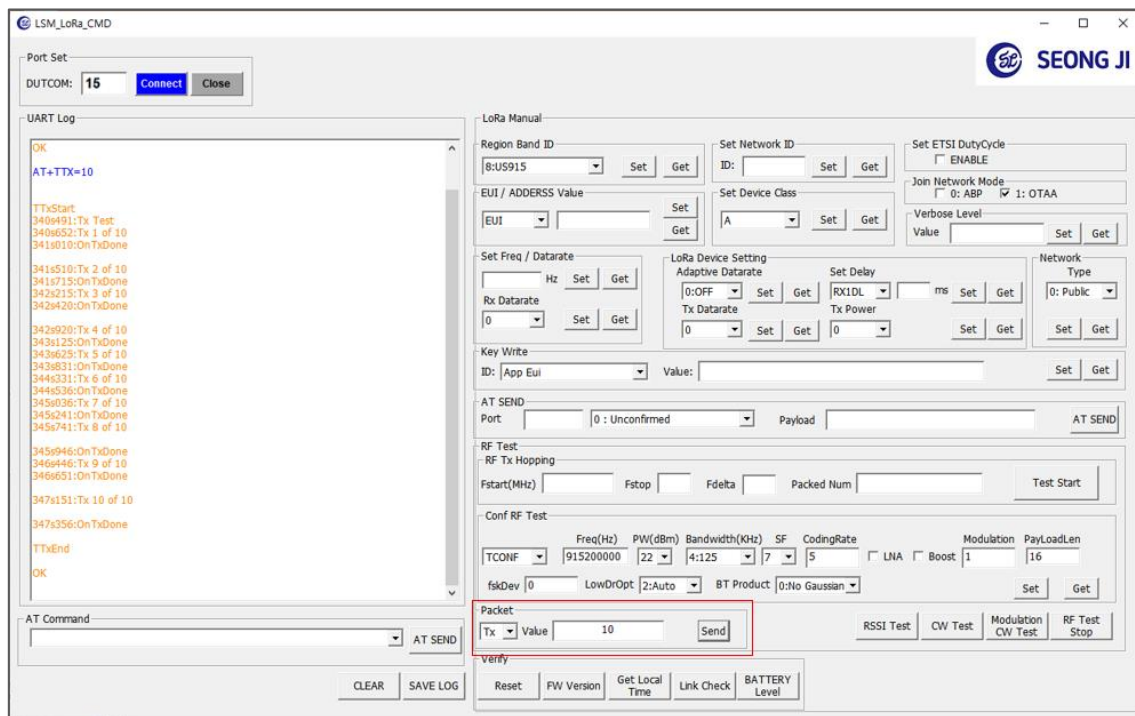 LSM_LoRa_CMD
SEONG JI
Port Set
DUTCOM: 15 Connect Close
UART Log
OK
AT+TTX=10
TTxStart
340s491:Tx Test
340s652:Tx 1 of 10
341s010:OnTxDone
341s510:Tx 2 of 10
341s715:OnTxDone
342s215:Tx 3 of 10
342s420:OnTxDone
342s920:Tx 4 of 10
343s125:OnTxDone
343s625:Tx 5 of 10
343s831:OnTxDone
344s331:Tx 6 of 10
344s536:OnTxDone
345s036:Tx 7 of 10
345s241:OnTxDone
345s741:Tx 8 of 10
345s946:OnTxDone
346s446:Tx 9 of 10
346s651:OnTxDone
347s151:Tx 10 of 10
347s356:OnTxDone
TTxEnd
OK
AT Command
AT SEND
CLEAR SAVE LOG
LoRa Manual
Region Band ID
8:US915 Set Get
Set Network ID
ID: Set Get
Set ETSI DutyCycle
ENABLE
Join Network Mode
0: ABP 1: OTAA
EUI / ADDERSS Value
EUI Set
Get
Set Device Class
A Set Get
Verbose Level
Value Set Get
Set Freq / Datarate
Hz Set Get
Rx Datarate
0 Set Get
LoRa Device Setting
Adaptive Datarate Set Delay
0:OFF Set Get RX1DL ms Set Get
Tx Datarate Tx Power
0 Set Get 0 Set Get
Network
Type
0: Public
Set Get
Key Write
ID: App Eui Value: Set Get
AT SEND
Port 0 : Unconfirmed Payload AT SEND
RF Test
RF Tx Hopping
Fstart(MHz) Fstop Fdelta Packed Num Test Start
Conf RF Test
Freq(Hz) PW(dBm) Bandwidth(KHz) SF CodingRate Modulation PayLoadLen
TCONF 915200000 22 4:125 7 5 LNA Boost 1 16
fskDev 0 LowDrOpt 2:Auto BT Product 0:No Gaussian Set Get
Packet
Tx Value 10 Send
RSSI Test CW Test Modulation CW Test RF Test Stop
Verify
Reset FW Version Get Local Time Link Check BATTERY Level